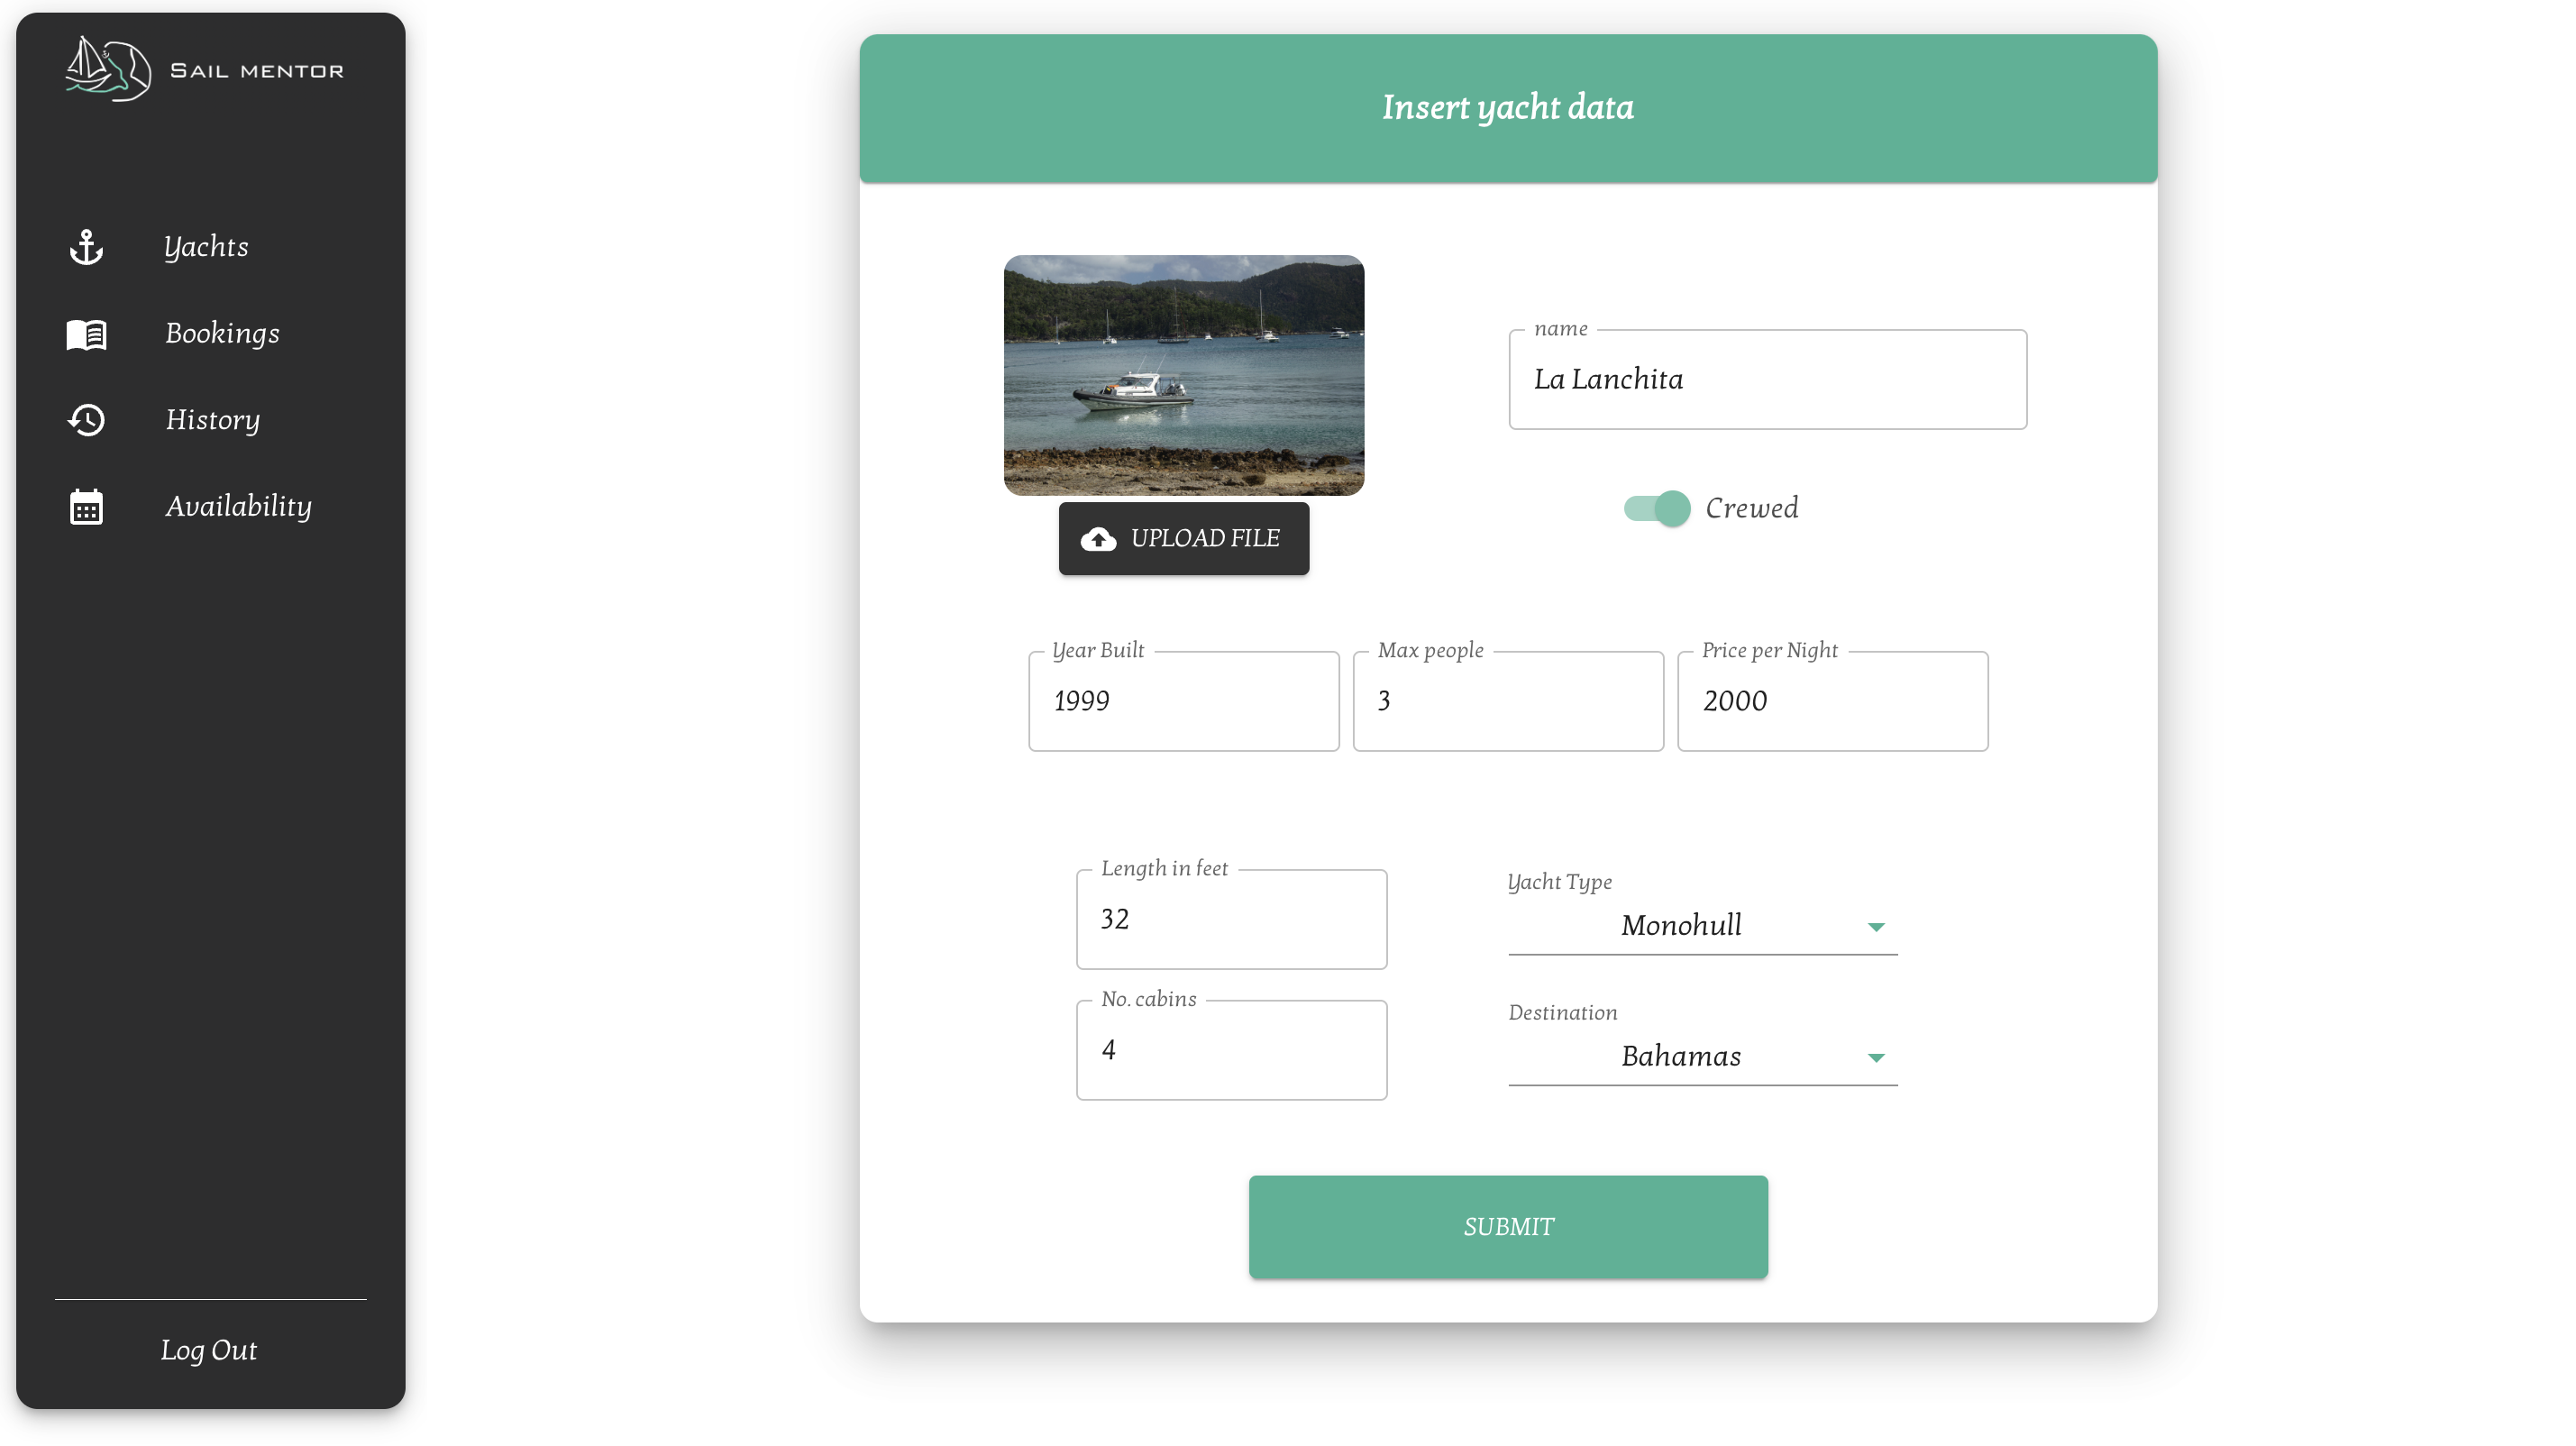 SAIL MENTOR
Yachts
Bookings
History
Availability
Log Out
Insert yacht data
UPLOAD FILE
name
La Lanchita
Crewed
Year Built
1999
Max people
3
Price per Night
2000
Length in feet
32
No. cabins
4
Yacht Type
Monohull
Destination
Bahamas
SUBMIT